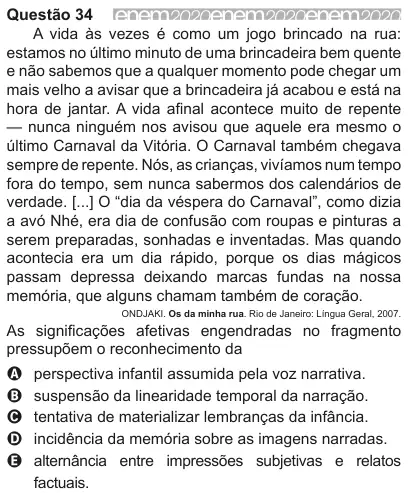 Questão 34 enem2020enem2020enem2020
A vida às vezes é como um jogo brincado na rua:
estamos no último minuto de uma brincadeira bem quente
e não sabemos que a qualquer momento pode chegar um
mais velho a avisar que a brincadeira já acabou e está na
hora de jantar. A vida afinal acontece muito de repente
— nunca ninguém nos avisou que aquele era mesmo o
último Carnaval da Vitória. O Carnaval também chegava
sempre de repente. Nós, as crianças, vivíamos num tempo
fora do tempo, sem nunca sabermos dos calendários de
verdade. [...] O “dia da véspera do Carnaval”, como dizia
a avó Nhé, era dia de confusão com roupas e pinturas a
serem preparadas, sonhadas e inventadas. Mas quando
acontecia era um dia rápido, porque os dias mágicos
passam depressa deixando marcas fundas na nossa
memória, que alguns chamam também de coração.
ONDJAKI. Os da minha rua. Rio de Janeiro: Língua Geral, 2007.
As significações afetivas engendradas no fragmento
pressupõem o reconhecimento da
A perspectiva infantil assumida pela voz narrativa.
B suspensão da linearidade temporal da narração.
C tentativa de materializar lembranças da infância.
D incidência da memória sobre as imagens narradas.
E alternância entre impressões subjetivas e relatos
factuais.